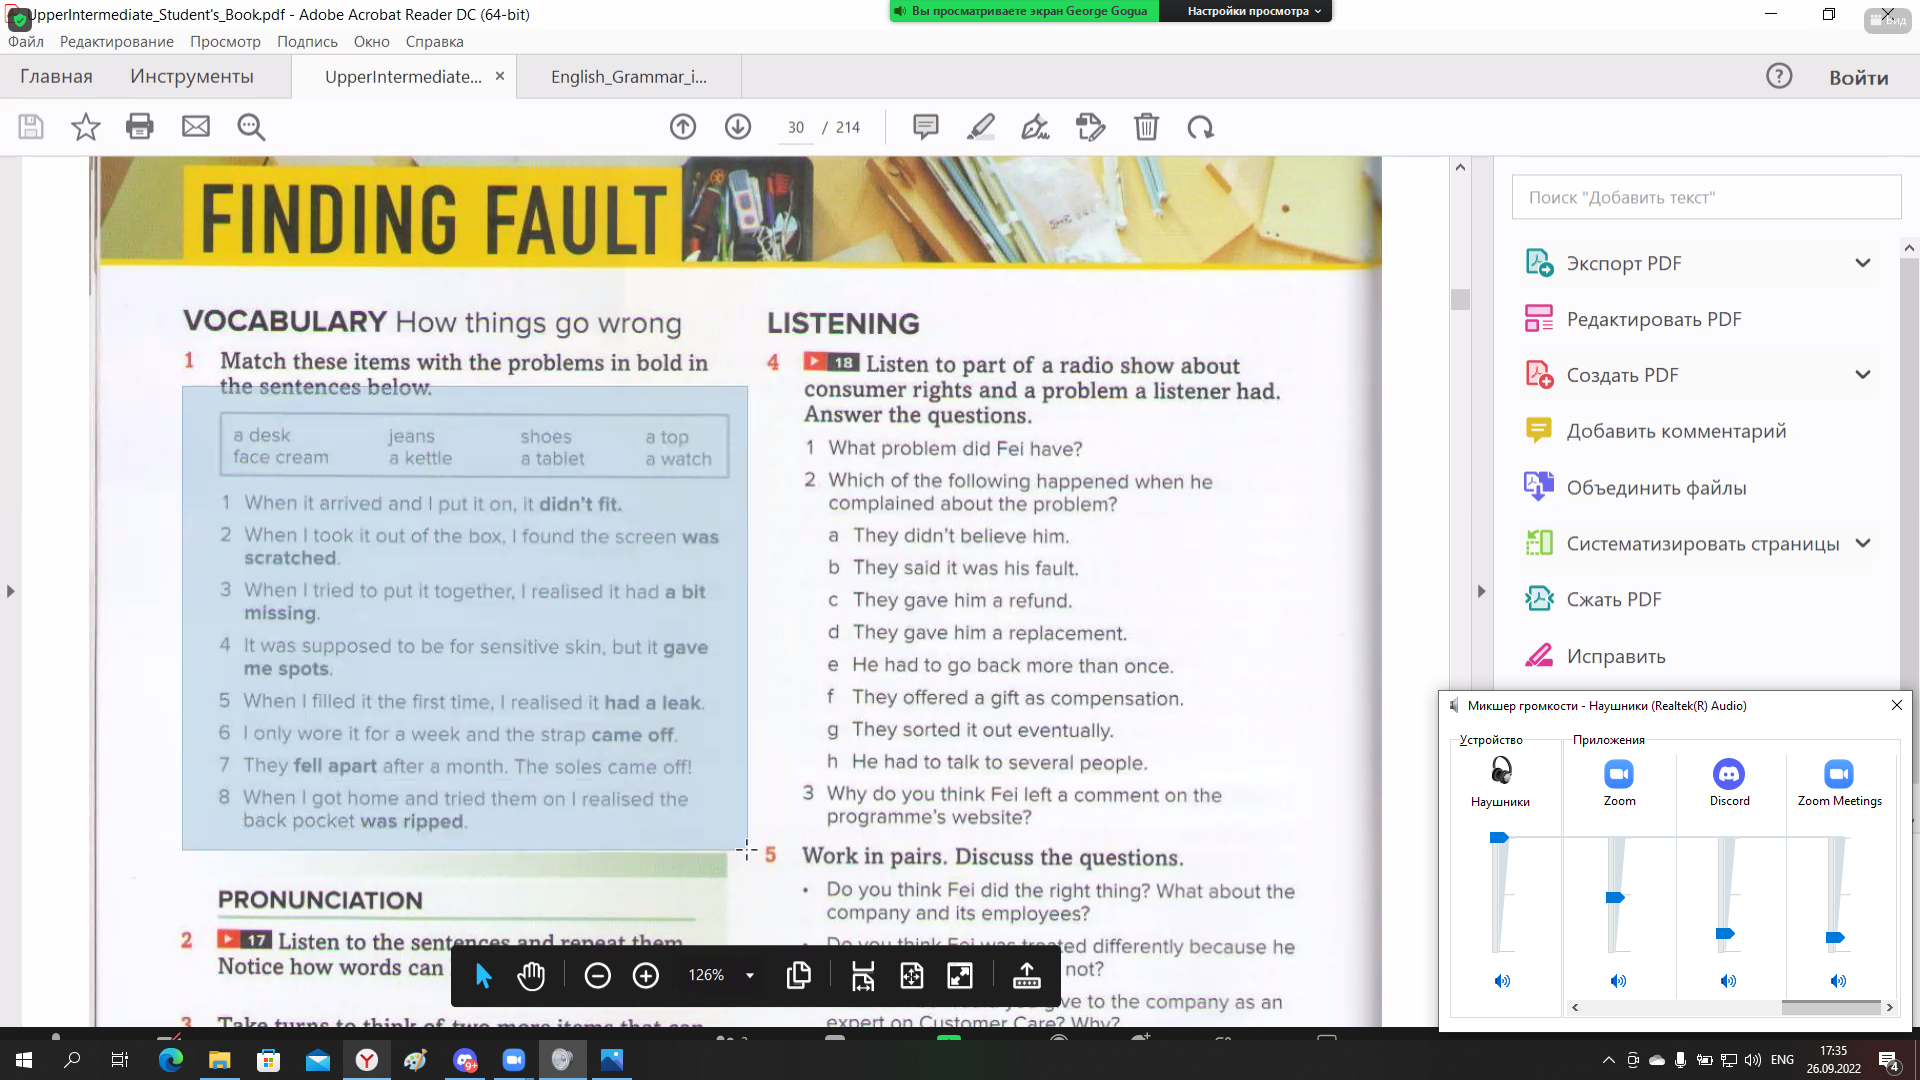 UpperIntermediate_Student's_Book.pdf - Adobe Acrobat Reader DC (64-bit)
Вы просматриваете экран George Gogua
Настройки просмотра
Вид
Файл Редактирование Просмотр Подпись Окно Справка
Главная Инструменты UpperIntermediate... × English_Grammar_i... Войти
30 / 214
FINDING FAULT
VOCABULARY How things go wrong
1 Match these items with the problems in bold in
the sentences below.
a desk jeans shoes a top
face cream a kettle a tablet a watch
1 When it arrived and I put it on, it didn't fit.
2 When I took it out of the box, I found the screen was
scratched.
3 When I tried to put it together, I realised it had a bit
missing.
4 It was supposed to be for sensitive skin, but it gave
me spots.
5 When I filled it the first time, I realised it had a leak.
6 I only wore it for a week and the strap came off.
7 They fell apart after a month. The soles came off!
8 When I got home and tried them on I realised the
back pocket was ripped.
PRONUNCIATION
2 17 Listen to the sentences and repeat them.
Notice how words can
3 Take turns to think of two more items that can
LISTENING
4 18 Listen to part of a radio show about
consumer rights and a problem a listener had.
Answer the questions.
1 What problem did Fei have?
2 Which of the following happened when he
complained about the problem?
a They didn't believe him.
b They said it was his fault.
c They gave him a refund.
d They gave him a replacement.
e He had to go back more than once.
f They offered a gift as compensation.
g They sorted it out eventually.
h He had to talk to several people.
3 Why do you think Fei left a comment on the
programme's website?
5 Work in pairs. Discuss the questions.
• Do you think Fei did the right thing? What about the
company and its employees?
• Do you think Fei was treated differently because he
not?
give to the company as an
expert on Customer Care? Why?
126%
Поиск "Добавить текст"
Экспорт PDF
Редактировать PDF
Создать PDF
Добавить комментарий
Объединить файлы
Систематизировать страницы
Сжать PDF
Исправить
Микшер громкости - Наушники (Realtek(R) Audio)
Устройство Приложения
Наушники Zoom Discord Zoom Meetings
9+
ENG
17:35
26.09.2022
4